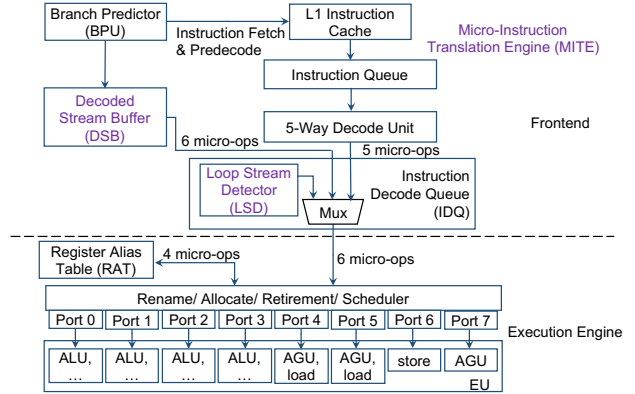 Branch Predictor
(BPU)
Instruction Fetch
& Predecode
L1 Instruction
Cache
Micro-Instruction
Translation Engine (MITE)
Instruction Queue
Decoded
Stream Buffer
(DSB)
5-Way Decode Unit
Frontend
6 micro-ops
5 micro-ops
Loop Stream
Detector
(LSD)
Mux
Instruction
Decode Queue
(IDQ)
Register Alias
Table (RAT)
4 micro-ops
6 micro-ops
Rename/ Allocate/ Retirement/ Scheduler
Port 0
Port 1
Port 2
Port 3
Port 4
Port 5
Port 6
Port 7
Execution Engine
ALU,
…
ALU,
…
ALU,
…
ALU,
…
AGU,
load
AGU,
load
store
AGU
EU